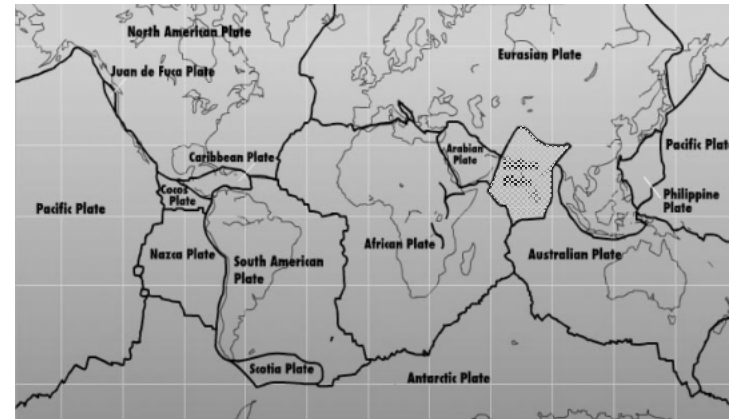 North American Plate
Eurasian Plate
Juan de Fuca Plate
Caribbean Plate
Arabian
Plate
Pacific Plate
Cocos
Plate
Philippine
Plate
Pacific Plate
African Plate
Nazca Plate
South American
Plate
Australian Plate
Scotia Plate
Antarctic Plate